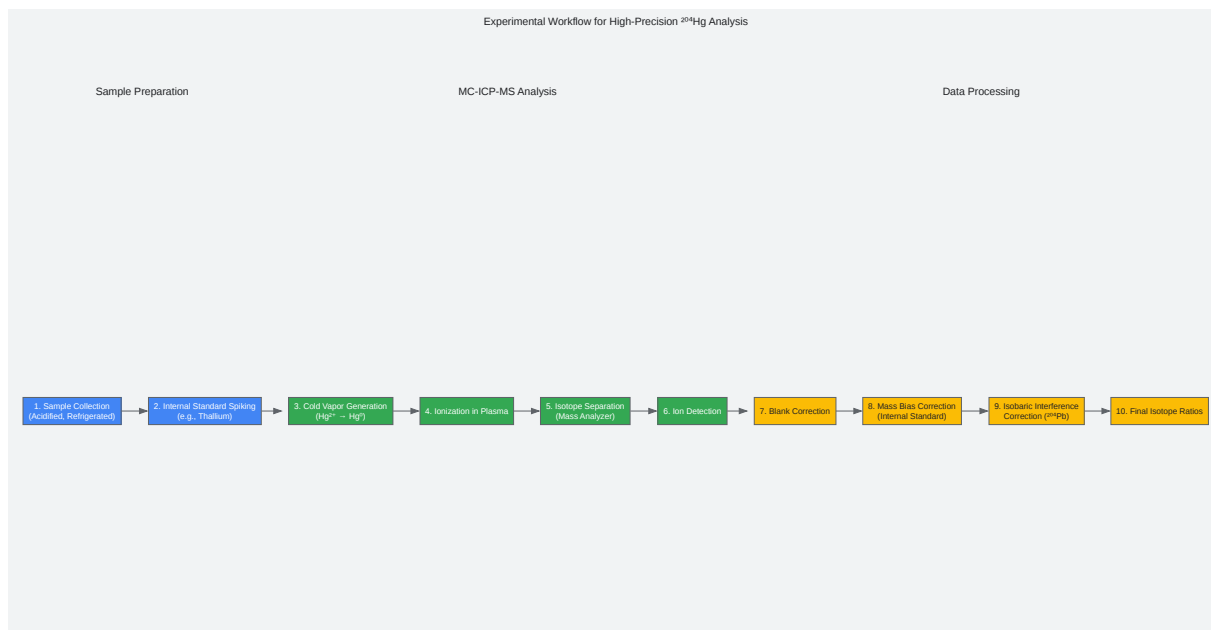 Experimental Workflow for High-Precision ²⁰⁴Hg Analysis
Sample Preparation
MC-ICP-MS Analysis
Data Processing
1. Sample Collection
(Acidified, Refrigerated)
2. Internal Standard Spiking
(e.g., Thallium)
3. Cold Vapor Generation
(Hg²⁺ → Hg⁰)
4. Ionization in Plasma
5. Isotope Separation
(Mass Analyzer)
6. Ion Detection
7. Blank Correction
8. Mass Bias Correction
(Internal Standard)
9. Isobaric Interference
Correction (²⁰⁴Pb)
10. Final Isotope Ratios